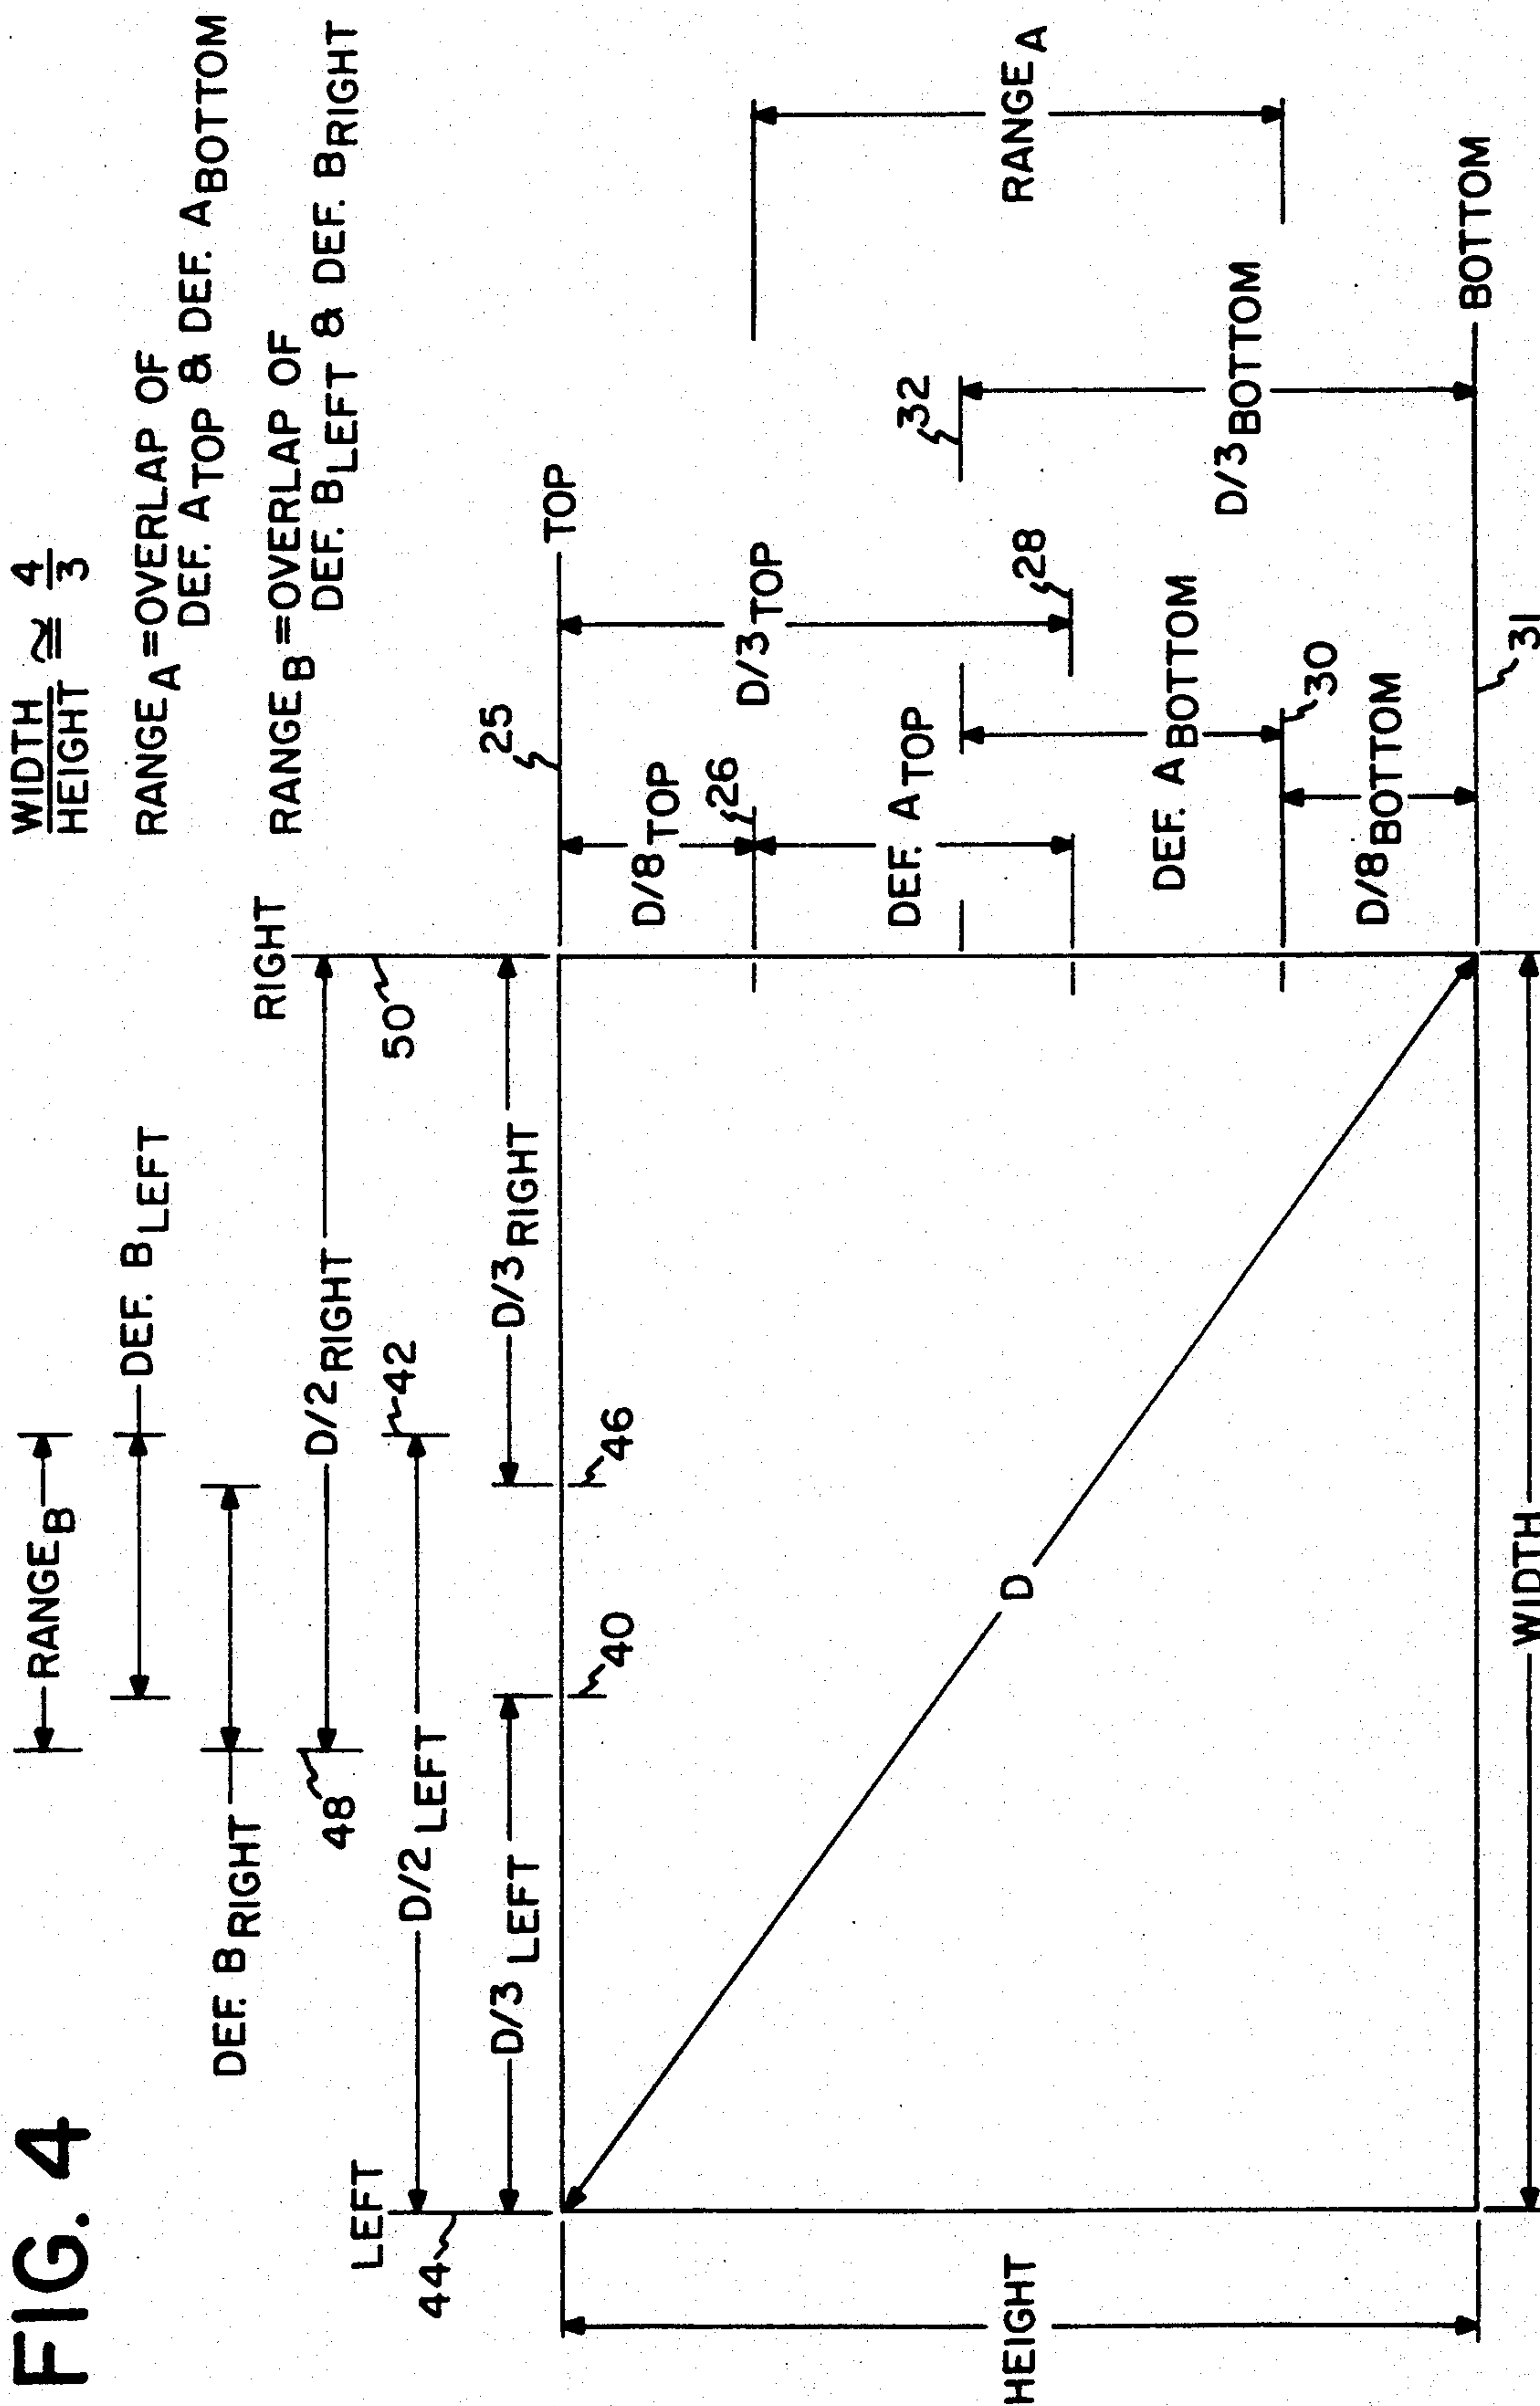 FIG. 4
WIDTH
HEIGHT
≅
4
3
RANGE A = OVERLAP OF
DEF. A TOP & DEF. A BOTTOM
RANGE B = OVERLAP OF
DEF. B LEFT & DEF. B RIGHT
RANGE B
DEF. B LEFT
DEF. B RIGHT
RIGHT
48
D/2 RIGHT
LEFT
44
D/2 LEFT
42
50
D/3 LEFT
D/3 RIGHT
25
TOP
40
46
D/8 TOP
26
D/3 TOP
DEF. A TOP
32
28
RANGE A
HEIGHT
D
DEF. A BOTTOM
D/3 BOTTOM
30
D/8 BOTTOM
BOTTOM
31
WIDTH